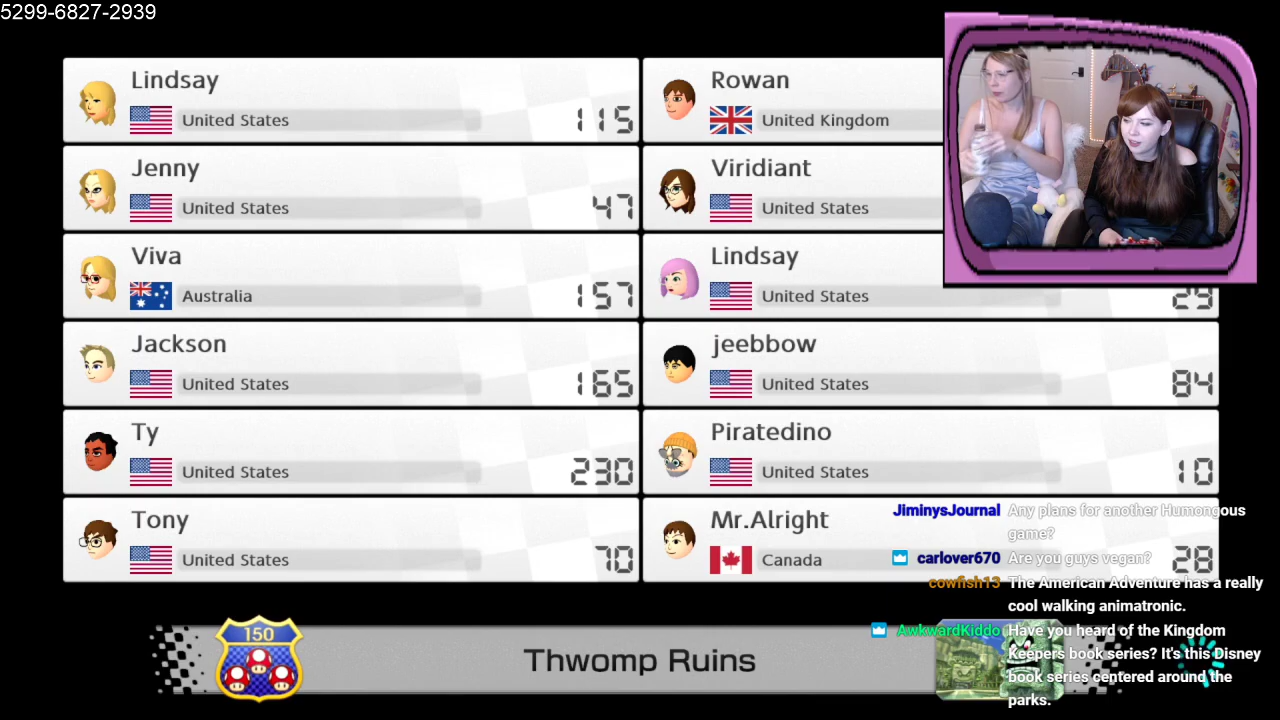 5299-6827-2939
Lindsay
United States
115
Rowan
United Kingdom
Jenny
United States
47
Viridiant
United States
Viva
Australia
157
Lindsay
United States
29
Jackson
United States
165
jeebbow
United States
84
Ty
United States
230
Piratedino
United States
10
Tony
United States
70
Mr.Alright
Canada
28
JiminysJournal Any plans for another Humongous
game?
carlover670 Are you guys vegan?
cowfish13 The American Adventure has a really
cool walking animatronic.
AwkwardKiddo Have you heard of the Kingdom
Keepers book series? It's this Disney
book series centered around the
parks.
150
Thwomp Ruins